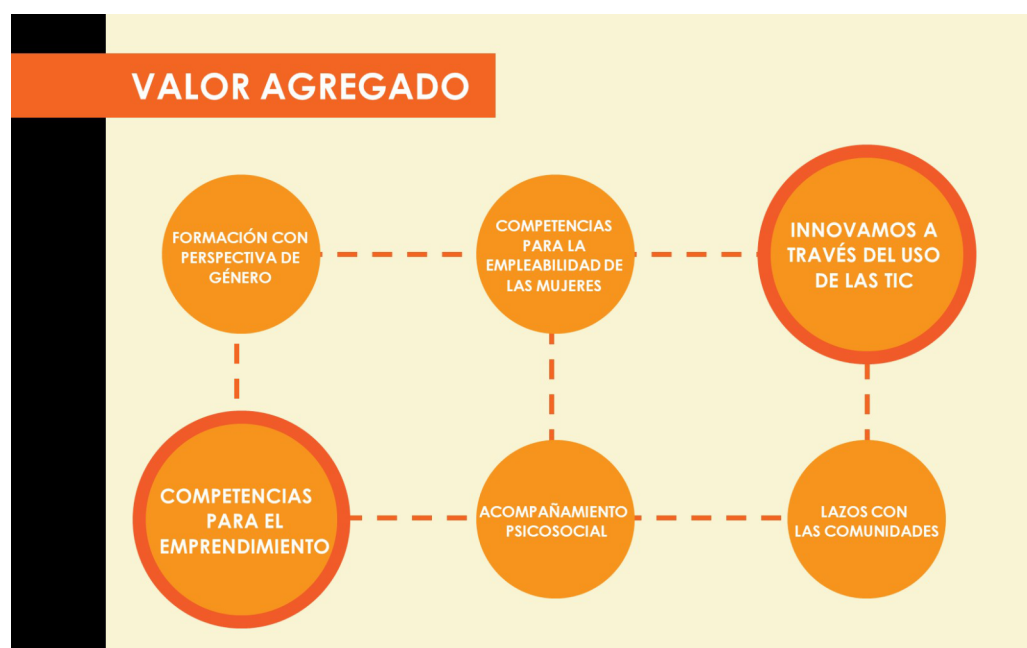 VALOR AGREGADO
FORMACIÓN CON
PERSPECTIVA DE
GÉNERO
COMPETENCIAS
PARA LA
EMPLEABILIDAD DE
LAS MUJERES
INNOVAMOS A
TRAVÉS DEL USO
DE LAS TIC
COMPETENCIAS
PARA EL
EMPRENDIMIENTO
ACOMPAÑAMIENTO
PSICOSOCIAL
LAZOS CON
LAS COMUNIDADES